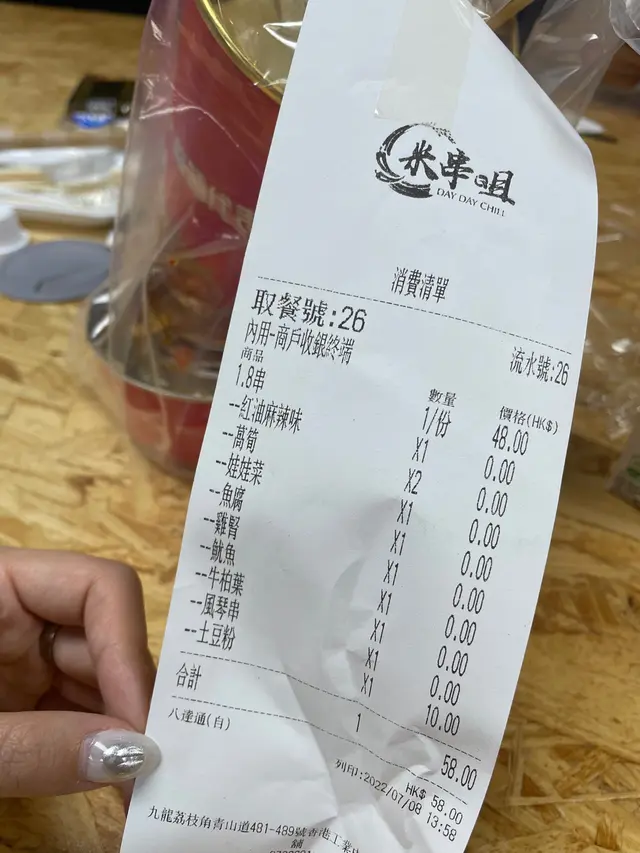 米串咀
DAY DAY CHILL
消費清單
取餐號:26
流水號:26
內用-商戶收銀終端
商品 數量 價格(HK$)
1.8串 1/份 48.00
--紅油麻辣味 X1 0.00
--萵筍 X2 0.00
--娃娃菜 X1 0.00
--魚腐 X1 0.00
--雞腎 X1 0.00
--魷魚 X1 0.00
--牛柏葉 X1 0.00
--風琴串 X1 0.00
--土豆粉 X1 10.00
合計 1 58.00
八達通(自) HK$ 58.00
列印:2022/07/08 13:58
九龍荔枝角青山道481-489號香港工業
舖